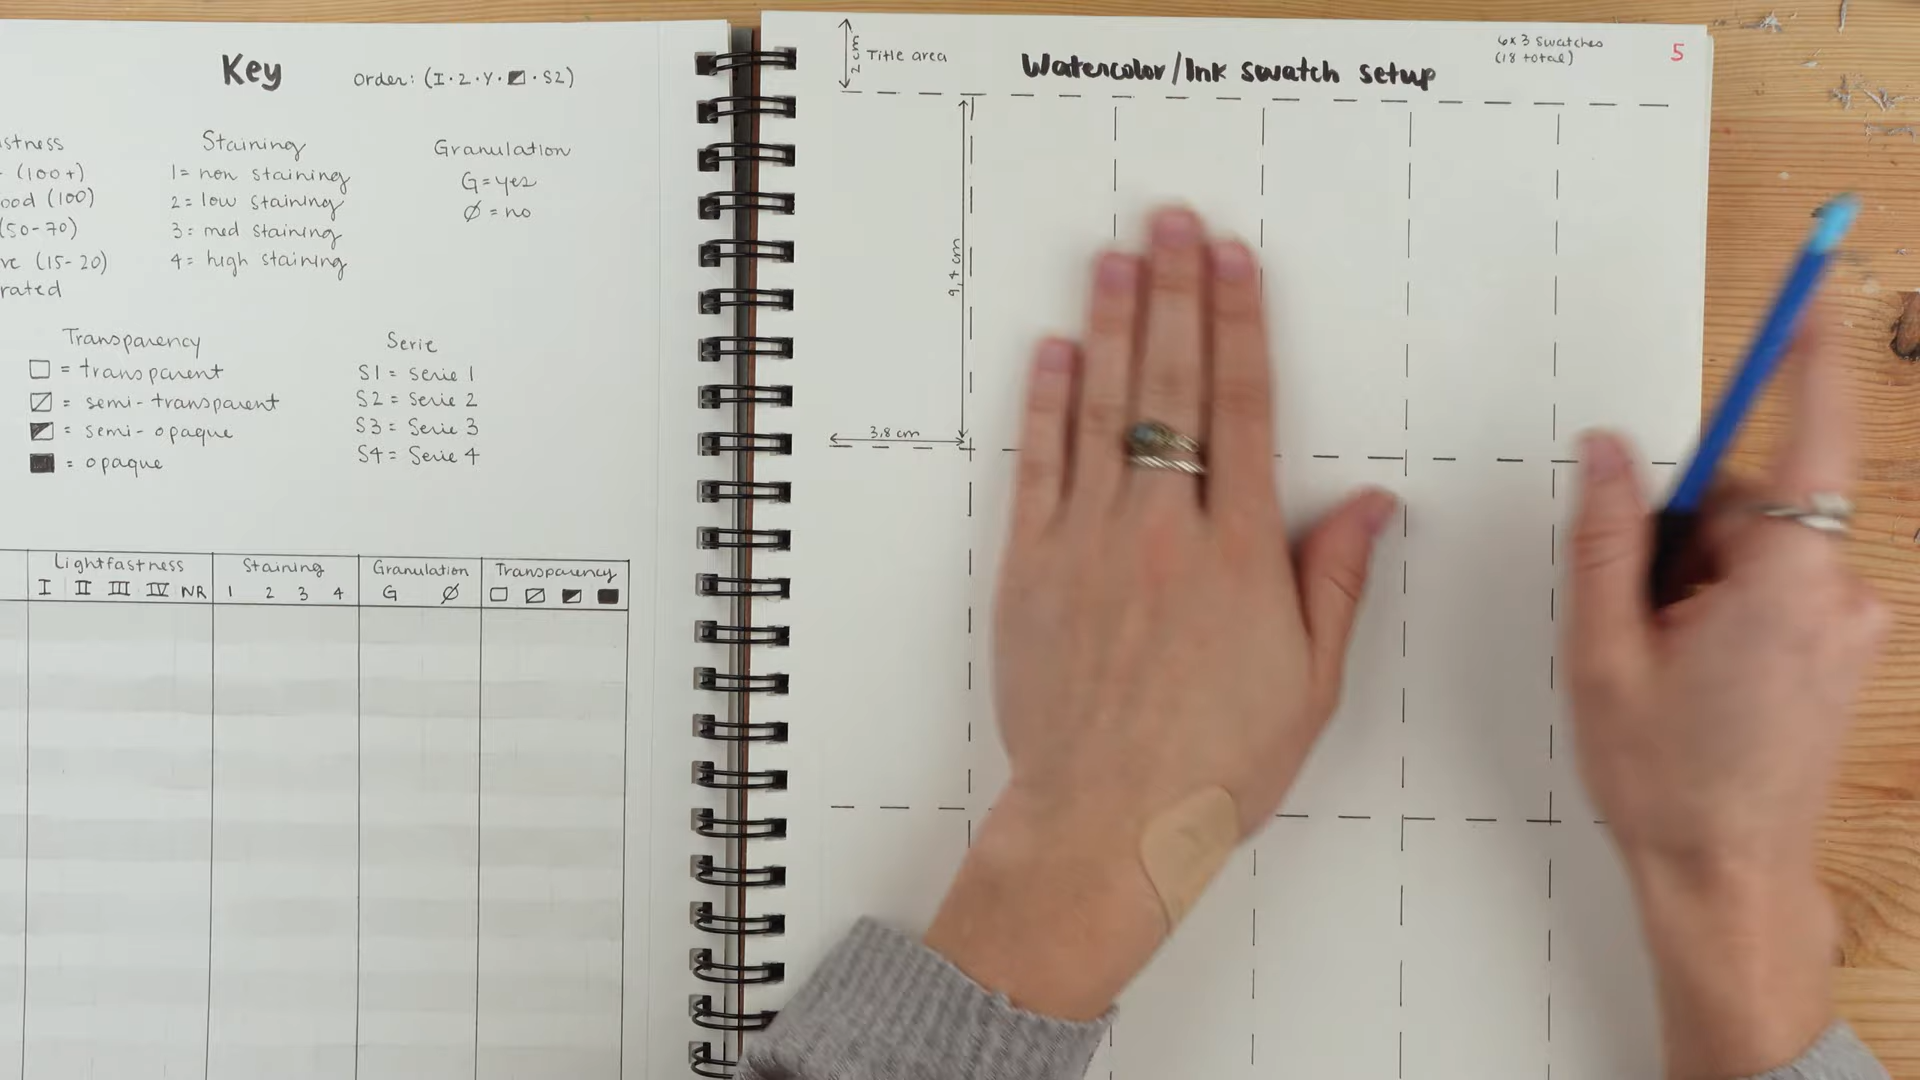 Key
Order: (I·2·Y·◪·S2)
stness
(100+)
ood (100)
(50-70)
ve (15-20)
rated
Staining
1= non staining
2= low staining
3= med staining
4= high staining
Granulation
G=yes
Ø=no
Transparency
☐ = transparent
⍁ = semi-transparent
◪ = semi-opaque
■ = opaque
Serie
S1 = Serie 1
S2 = Serie 2
S3 = Serie 3
S4 = Serie 4
Lightfastness Staining Granulation Transparency
I II III IV NR 1 2 3 4 G Ø ☐ ⍁ ◪ ■
2 cm
Title area
Watercolor/Ink swatch setup
6x3 swatches
(18 total)
5
9,4 cm
3,8 cm